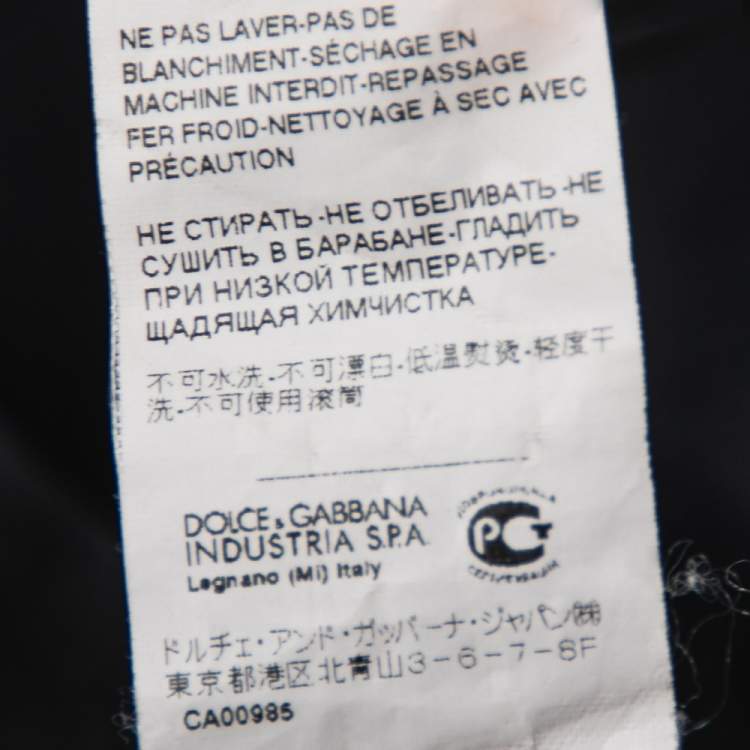 NE PAS LAVER-PAS DE
BLANCHIMENT-SÉCHAGE EN
MACHINE INTERDIT-REPASSAGE
FER FROID-NETTOYAGE À SEC AVEC
PRÉCAUTION
НЕ СТИРАТЬ-НЕ ОТБЕЛИВАТЬ-НЕ
СУШИТЬ В БАРАБАНЕ-ГЛАДИТЬ
ПРИ НИЗКОЙ ТЕМПЕРАТУРЕ-
ЩАДЯЩАЯ ХИМЧИСТКА
不可水洗-不可漂白-低温熨烫-轻度干
洗-不可使用滚筒
DOLCE & GABBANA
INDUSTRIA S.P.A.
Legnano (Mi) Italy
РСТ
ドルチェ・アンド・ガッバーナ・ジャパン㈱
東京都港区北青山3-6-7-8F
CA00985